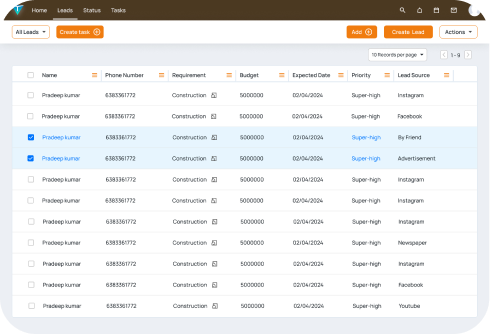 Home Leads Status Tasks
All Leads Create task Add Create Lead Actions
10 Records per page 1 - 9
Name Phone Number Requirement Budget Expected Date Priority Lead Source
Pradeep kumar 6383361772 Construction 5000000 02/04/2024 Super-high Instagram
Pradeep kumar 6383361772 Construction 5000000 02/04/2024 Super-high Facebook
Pradeep kumar 6383361772 Construction 5000000 02/04/2024 Super-high By Friend
Pradeep kumar 6383361772 Construction 5000000 02/04/2024 Super-high Advertisement
Pradeep kumar 6383361772 Construction 5000000 02/04/2024 Super-high Instagram
Pradeep kumar 6383361772 Construction 5000000 02/04/2024 Super-high Instagram
Pradeep kumar 6383361772 Construction 5000000 02/04/2024 Super-high Instagram
Pradeep kumar 6383361772 Construction 5000000 02/04/2024 Super-high Newspaper
Pradeep kumar 6383361772 Construction 5000000 02/04/2024 Super-high Instagram
Pradeep kumar 6383361772 Construction 5000000 02/04/2024 Super-high Facebook
Pradeep kumar 6383361772 Construction 5000000 02/04/2024 Super-high Youtube